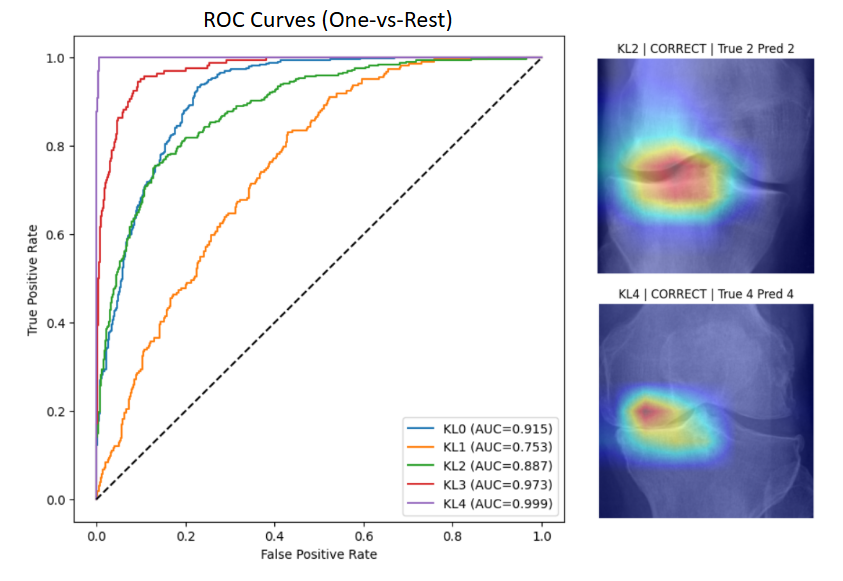 ROC Curves (One-vs-Rest)
True Positive Rate
1.0
0.8
0.6
0.4
0.2
0.0
0.0 0.2 0.4 0.6 0.8 1.0
False Positive Rate
KL0 (AUC=0.915)
KL1 (AUC=0.753)
KL2 (AUC=0.887)
KL3 (AUC=0.973)
KL4 (AUC=0.999)
KL2 | CORRECT | True 2 Pred 2
KL4 | CORRECT | True 4 Pred 4